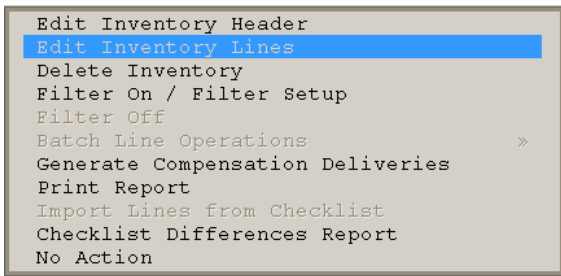 Edit Inventory Header
Edit Inventory Lines
Delete Inventory
Filter On / Filter Setup
Filter Off
Batch Line Operations »
Generate Compensation Deliveries
Print Report
Import Lines from Checklist
Checklist Differences Report
No Action